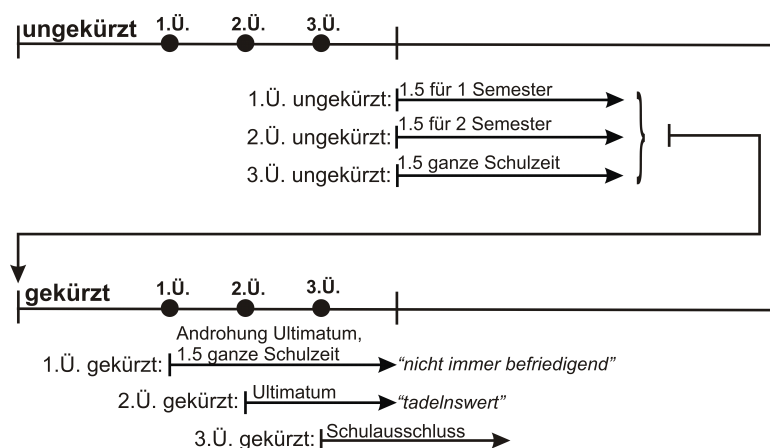 ungekürzt 1.Ü. 2.Ü. 3.Ü.
1.Ü. ungekürzt: 1.5 für 1 Semester
2.Ü. ungekürzt: 1.5 für 2 Semester
3.Ü. ungekürzt: 1.5 ganze Schulzeit
gekürzt 1.Ü. 2.Ü. 3.Ü.
Androhung Ultimatum,
1.Ü. gekürzt: 1.5 ganze Schulzeit “nicht immer befriedigend”
2.Ü. gekürzt: Ultimatum “tadelnswert”
3.Ü. gekürzt: Schulausschluss